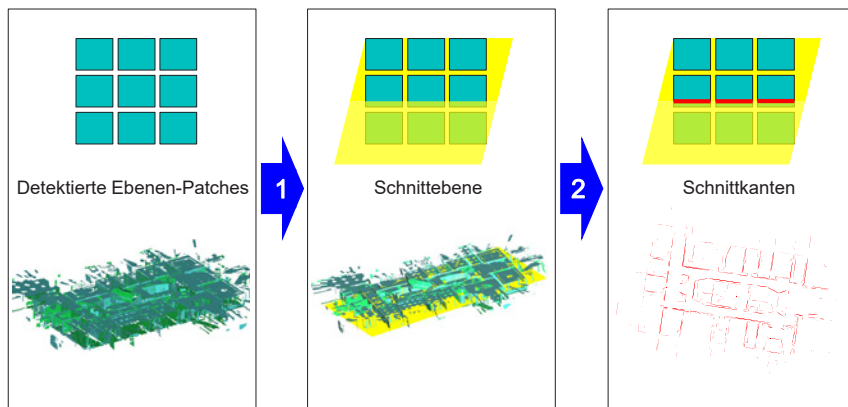 Detektierte Ebenen-Patches
1
Schnittebene
2
Schnittkanten